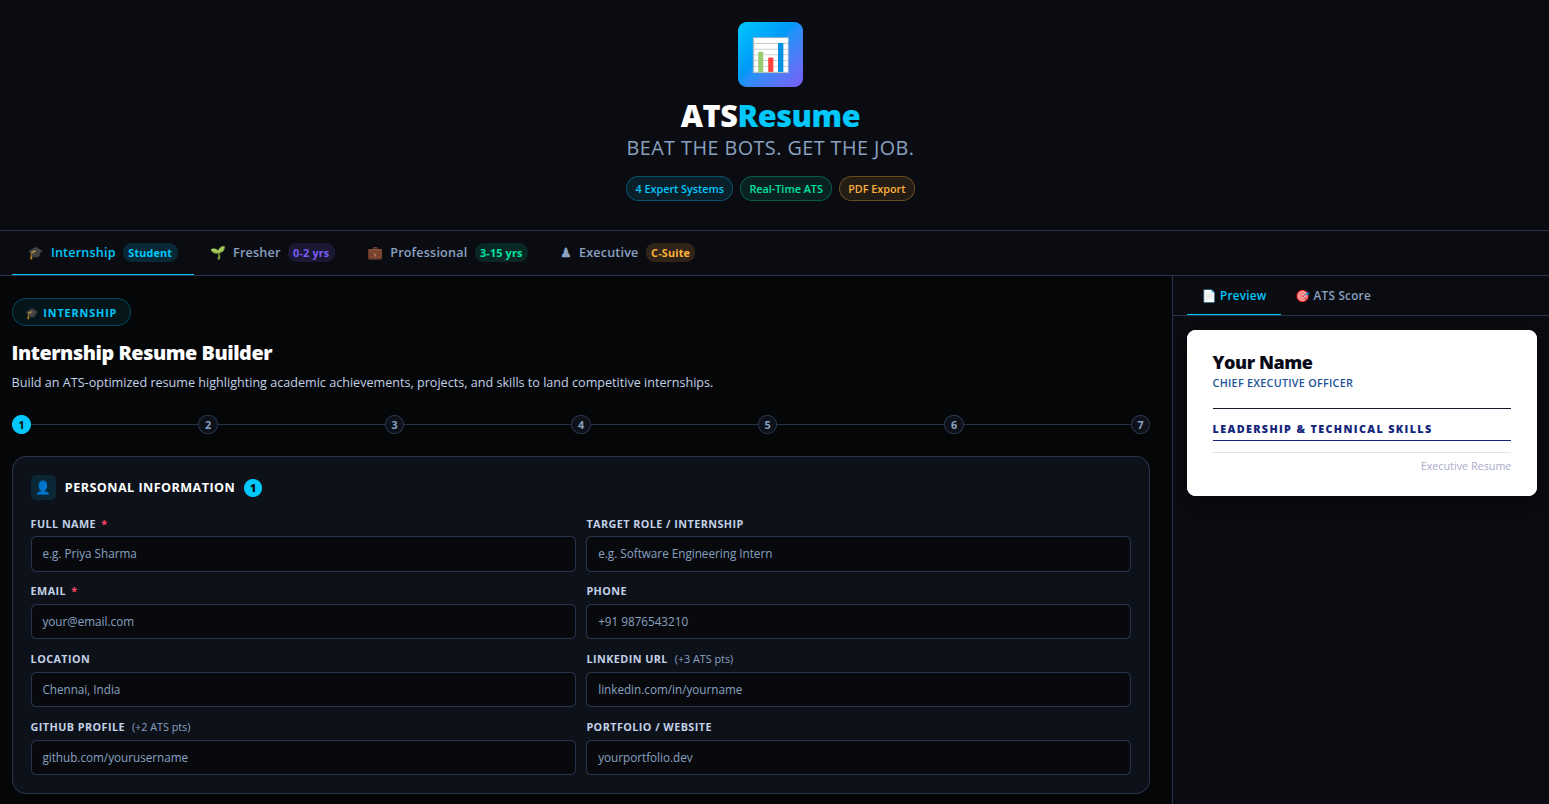 ATSResume
BEAT THE BOTS. GET THE JOB.
4 Expert Systems Real-Time ATS PDF Export
Internship Student Fresher 0-2 yrs Professional 3-15 yrs Executive C-Suite
INTERNSHIP
Internship Resume Builder
Build an ATS-optimized resume highlighting academic achievements, projects, and skills to land competitive internships.
1 2 3 4 5 6 7
PERSONAL INFORMATION 1
FULL NAME * TARGET ROLE / INTERNSHIP
e.g. Priya Sharma e.g. Software Engineering Intern
EMAIL * PHONE
your@email.com +91 9876543210
LOCATION LINKEDIN URL (+3 ATS pts)
Chennai, India linkedin.com/in/yourname
GITHUB PROFILE (+2 ATS pts) PORTFOLIO / WEBSITE
github.com/yourusername yourportfolio.dev
Preview ATS Score
Your Name
CHIEF EXECUTIVE OFFICER
LEADERSHIP & TECHNICAL SKILLS
Executive Resume